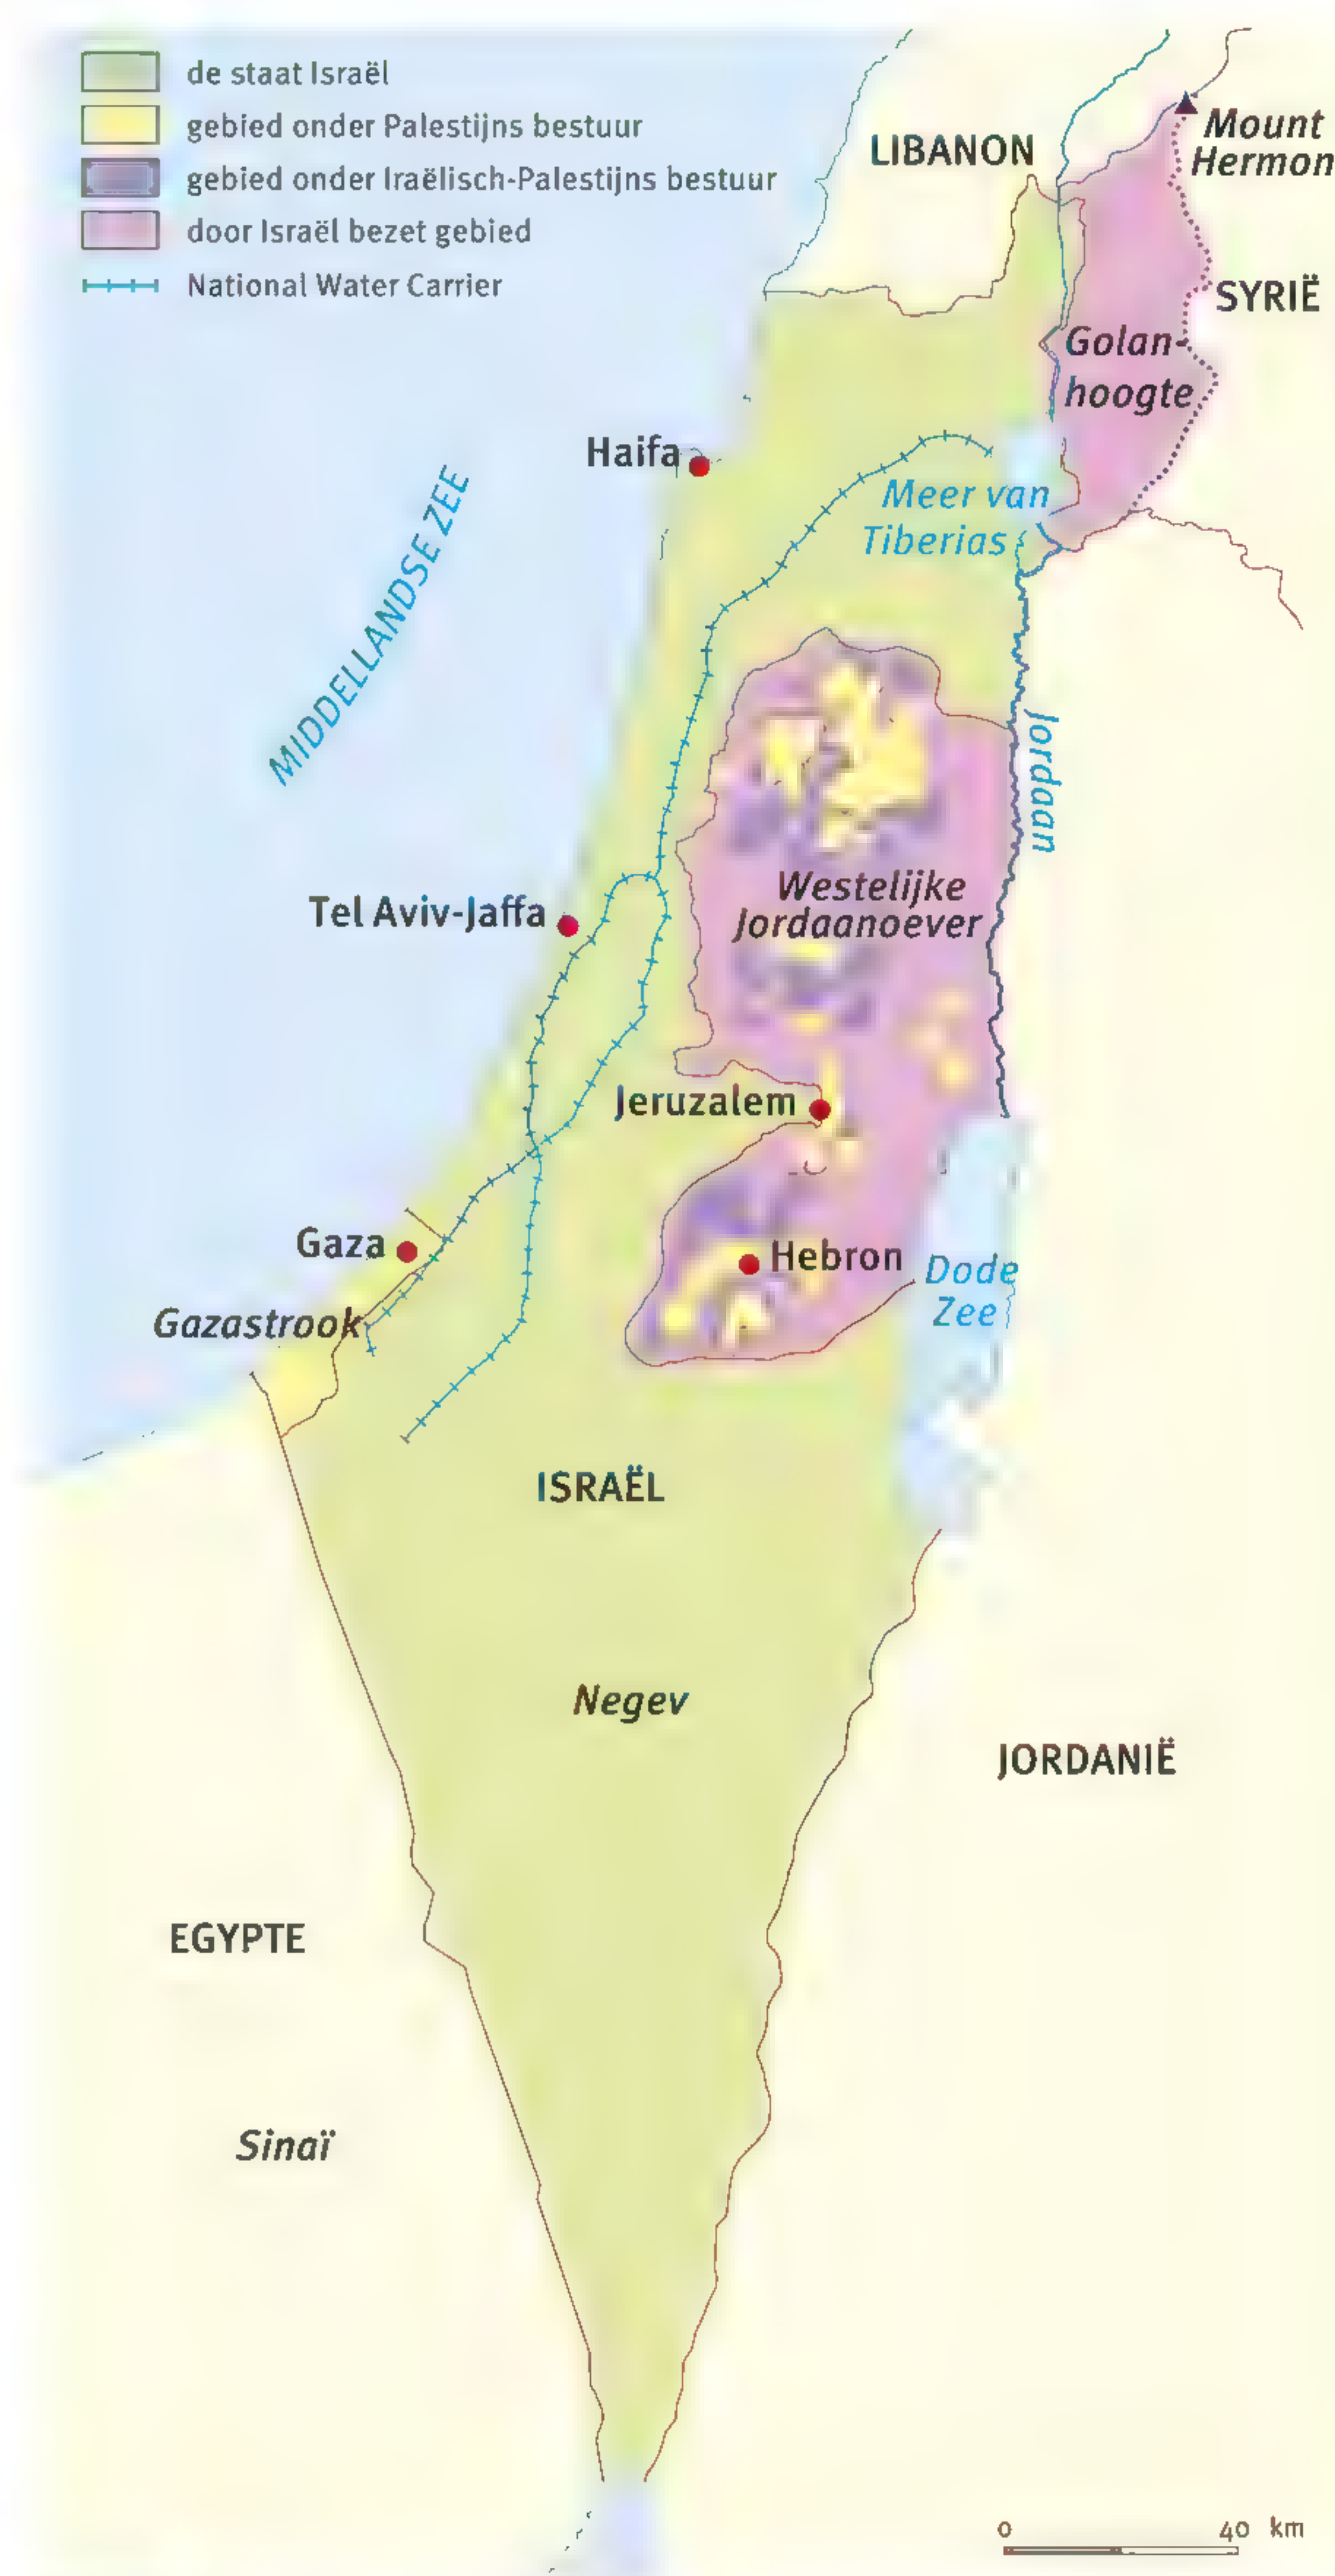 de staat Israël
gebied onder Palestijns bestuur
gebied onder Iraëlisch-Palestijns bestuur
door Israël bezet gebied
National Water Carrier
LIBANON
Mount
Hermon
SYRIË
Golan-
hoogte
Haifa
Meer van
Tiberias
MIDDELLANDSE ZEE
Jordaan
Westelijke
Jordaanoever
Tel Aviv-Jaffa
Jeruzalem
Gaza
Hebron
Dode
Zee
Gazastrook
ISRAËL
Negev
JORDANIË
EGYPTE
Sinaï
0 40 km